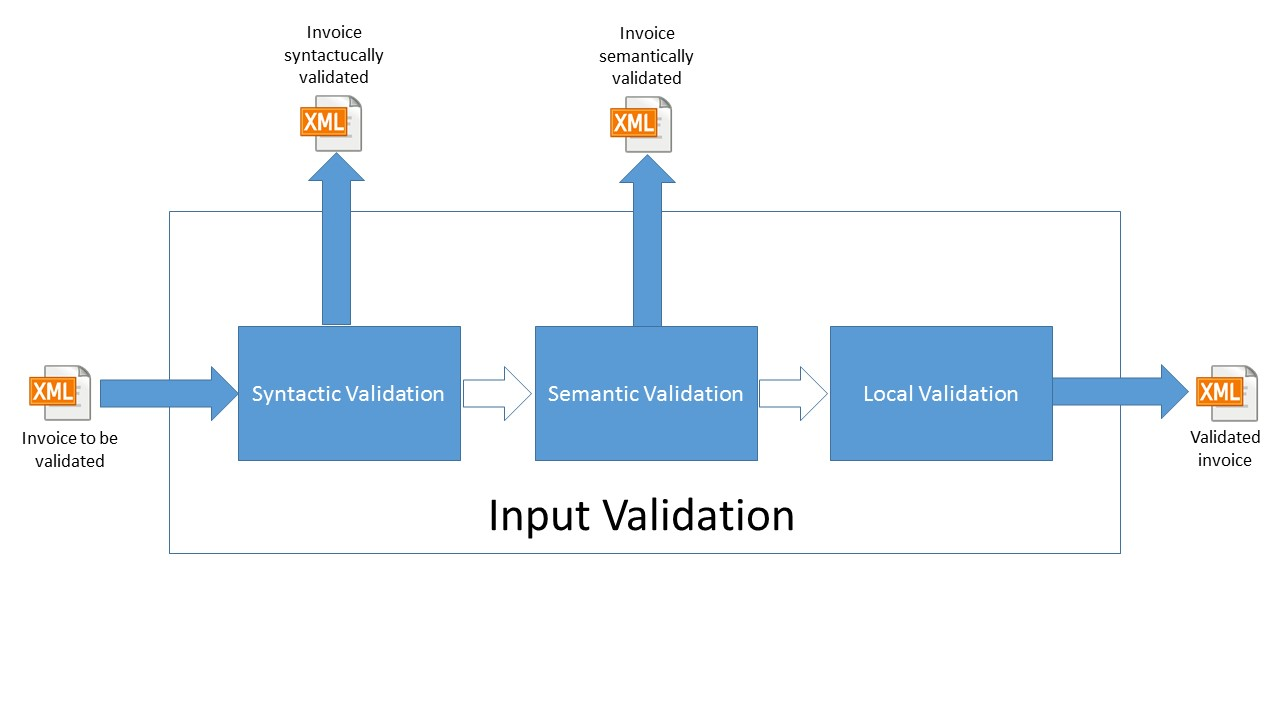 Invoice
syntactucally
validated
Invoice
semantically
validated
XML
XML
XML
Invoice to be
validated
Syntactic Validation
Semantic Validation
Local Validation
XML
Validated
invoice
Input Validation